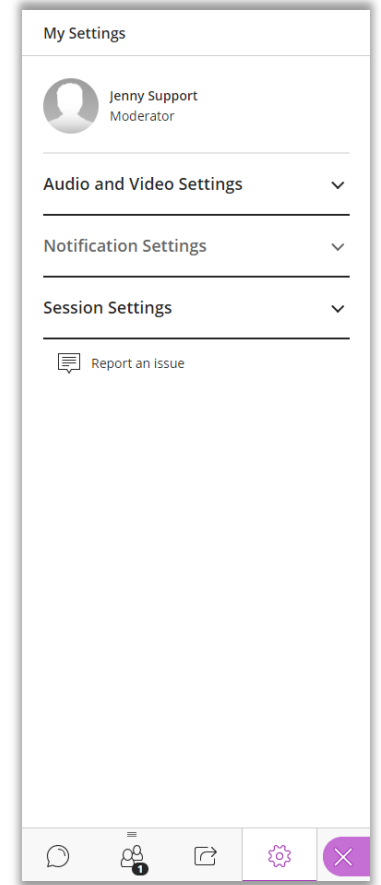 My Settings
Jenny Support
Moderator
Audio and Video Settings
Notification Settings
Session Settings
Report an issue
1